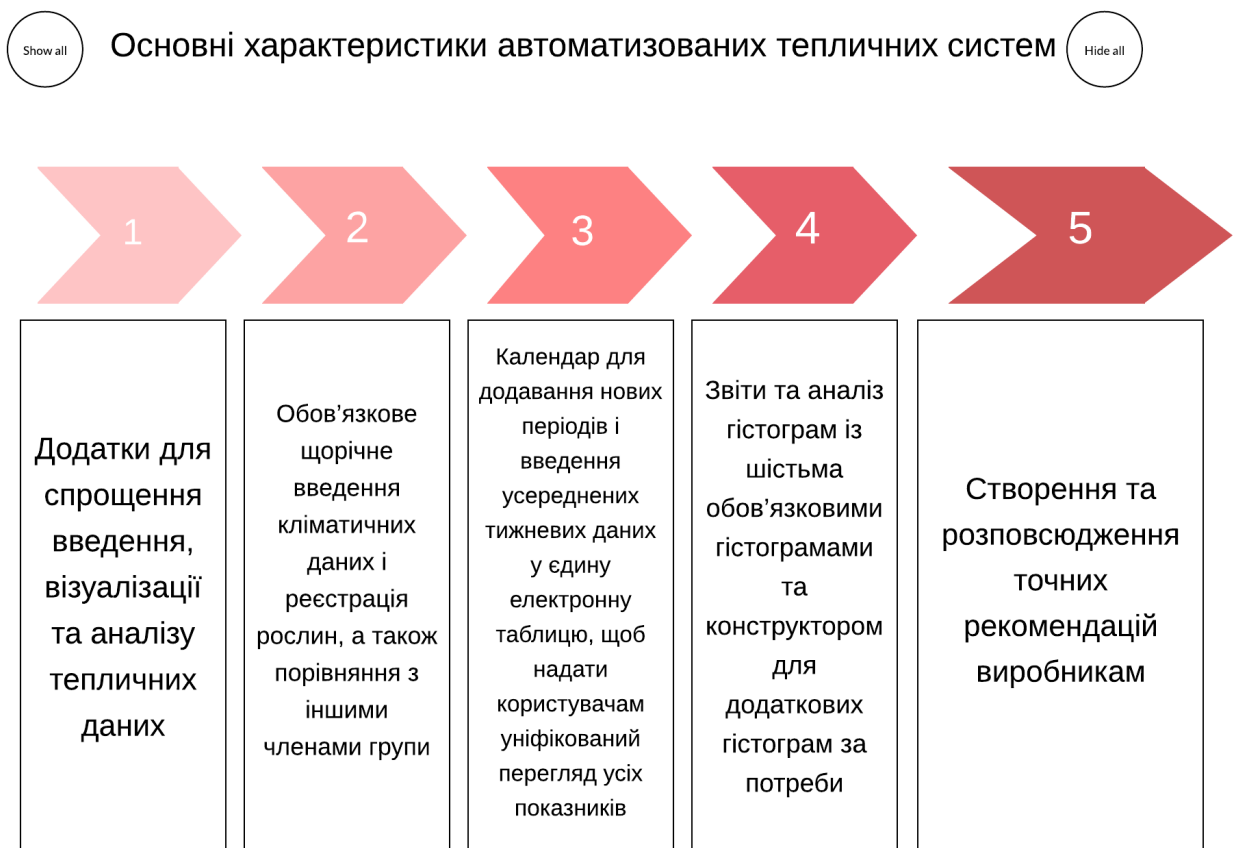 Show all
Основні характеристики автоматизованих тепличних систем
Hide all
1
2
3
4
5
Додатки для
спрощення
введення,
візуалізації
та аналізу
тепличних
даних
Обов’язкове
щорічне
введення
кліматичних
даних і
реєстрація
рослин, а також
порівняння з
іншими
членами групи
Календар для
додавання нових
періодів і
введення
усереднених
тижневих даних
у єдину
електронну
таблицю, щоб
надати
користувачам
уніфікований
перегляд усіх
показників
Звіти та аналіз
гістограм із
шістьма
обов’язковими
гістограмами
та
конструктором
для
додаткових
гістограм за
потреби
Створення та
розповсюдження
точних
рекомендацій
виробникам